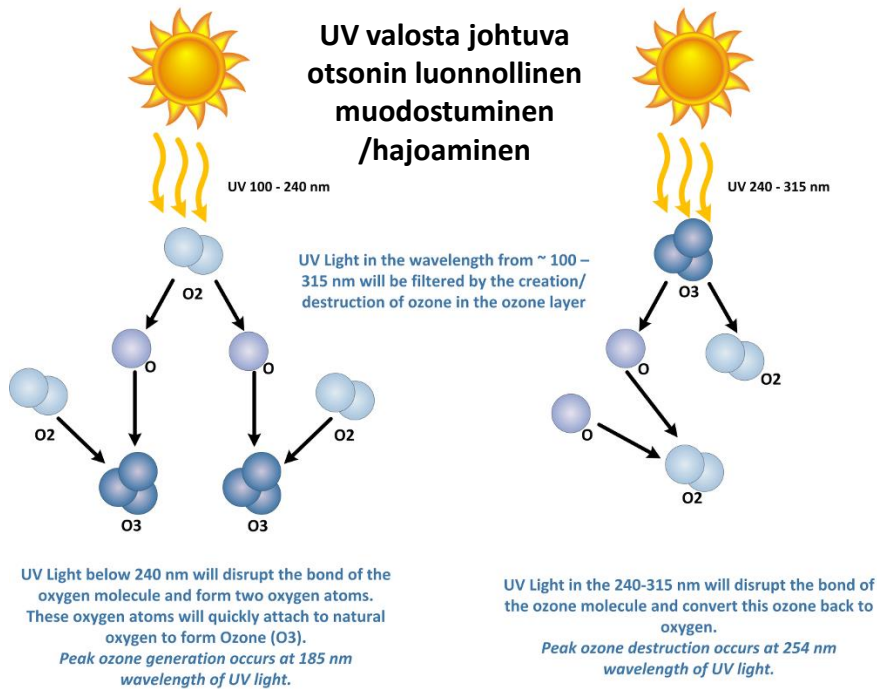 UV valosta johtuva
otsonin luonnollinen
muodostuminen
/hajoaminen
UV 100 - 240 nm
UV 240 - 315 nm
UV Light in the wavelength from ~ 100 –
315 nm will be filtered by the creation/
destruction of ozone in the ozone layer
O2
O
O
O2
O2
O3
O3
O3
O
O2
O
O2
UV Light below 240 nm will disrupt the bond of the
oxygen molecule and form two oxygen atoms.
These oxygen atoms will quickly attach to natural
oxygen to form Ozone (O3).
Peak ozone generation occurs at 185 nm
wavelength of UV light.
UV Light in the 240-315 nm will disrupt the bond of
the ozone molecule and convert this ozone back to
oxygen.
Peak ozone destruction occurs at 254 nm
wavelength of UV light.